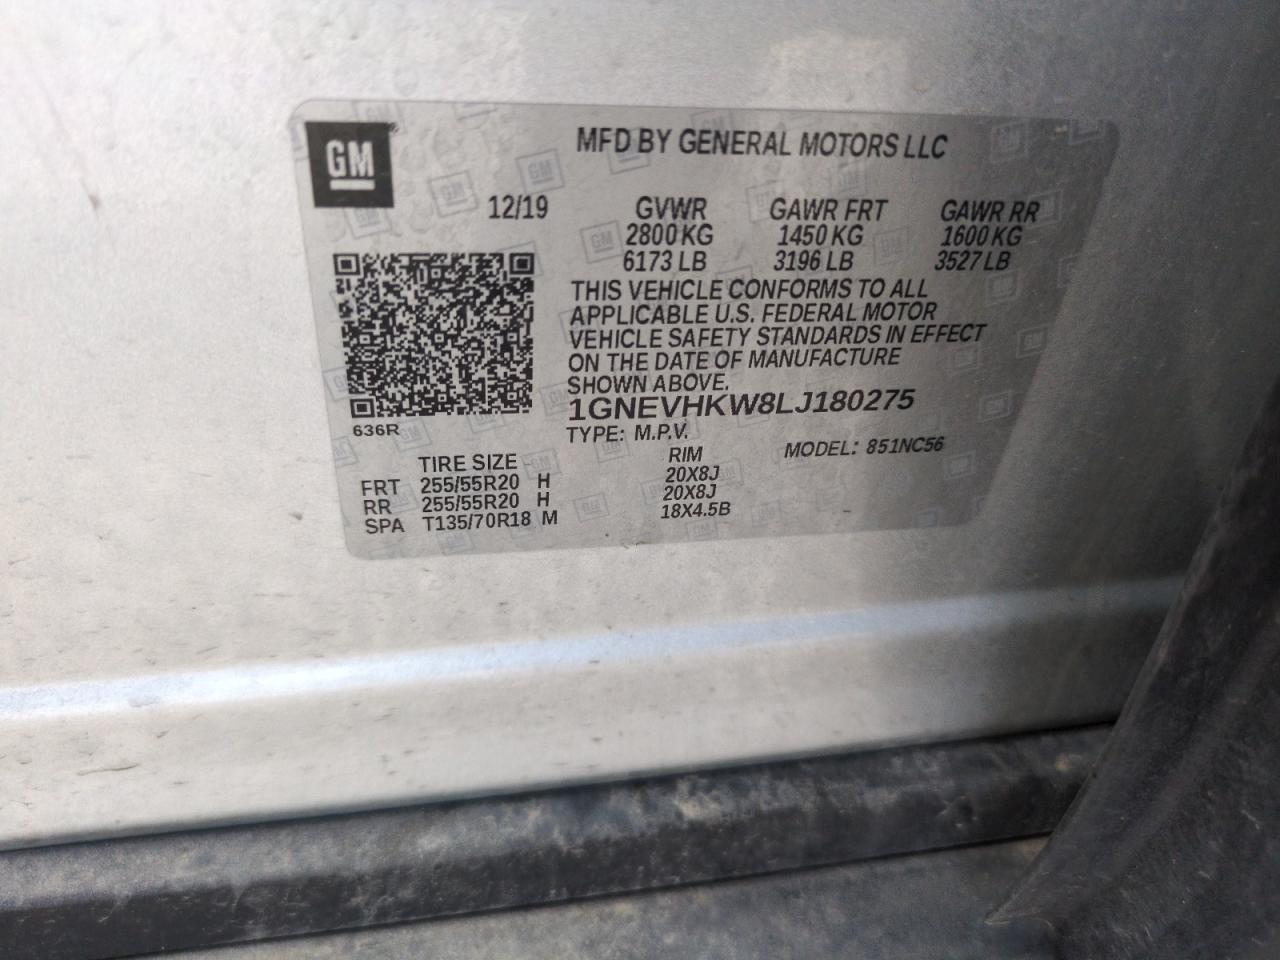 GM
MFD BY GENERAL MOTORS LLC
12/19 GVWR GAWR FRT GAWR RR
2800 KG 1450 KG 1600 KG
6173 LB 3196 LB 3527 LB
THIS VEHICLE CONFORMS TO ALL
APPLICABLE U.S. FEDERAL MOTOR
VEHICLE SAFETY STANDARDS IN EFFECT
ON THE DATE OF MANUFACTURE
SHOWN ABOVE.
1GNEVHKW8LJ180275
636R
TYPE: M.P.V.
MODEL: 851NC56
TIRE SIZE RIM
FRT 255/55R20 H 20X8J
RR 255/55R20 H 20X8J
SPA T135/70R18 M 18X4.5B